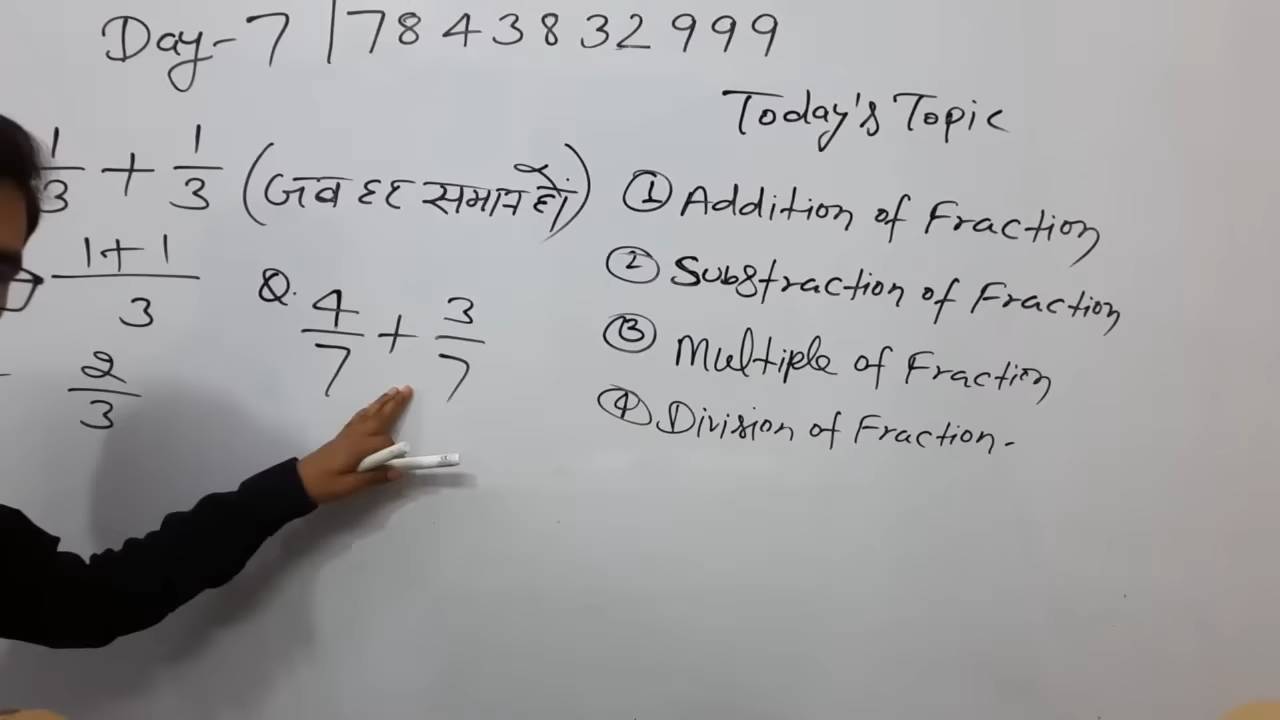 Day-7 | 7843832999
1/3 + 1/3 (जब हर समान हों)
1+1/3
2/3
Q. 4/7 + 3/7
Today's Topic
① Addition of Fraction
② Substraction of Fraction
③ Multiple of Fraction
④ Division of Fraction.